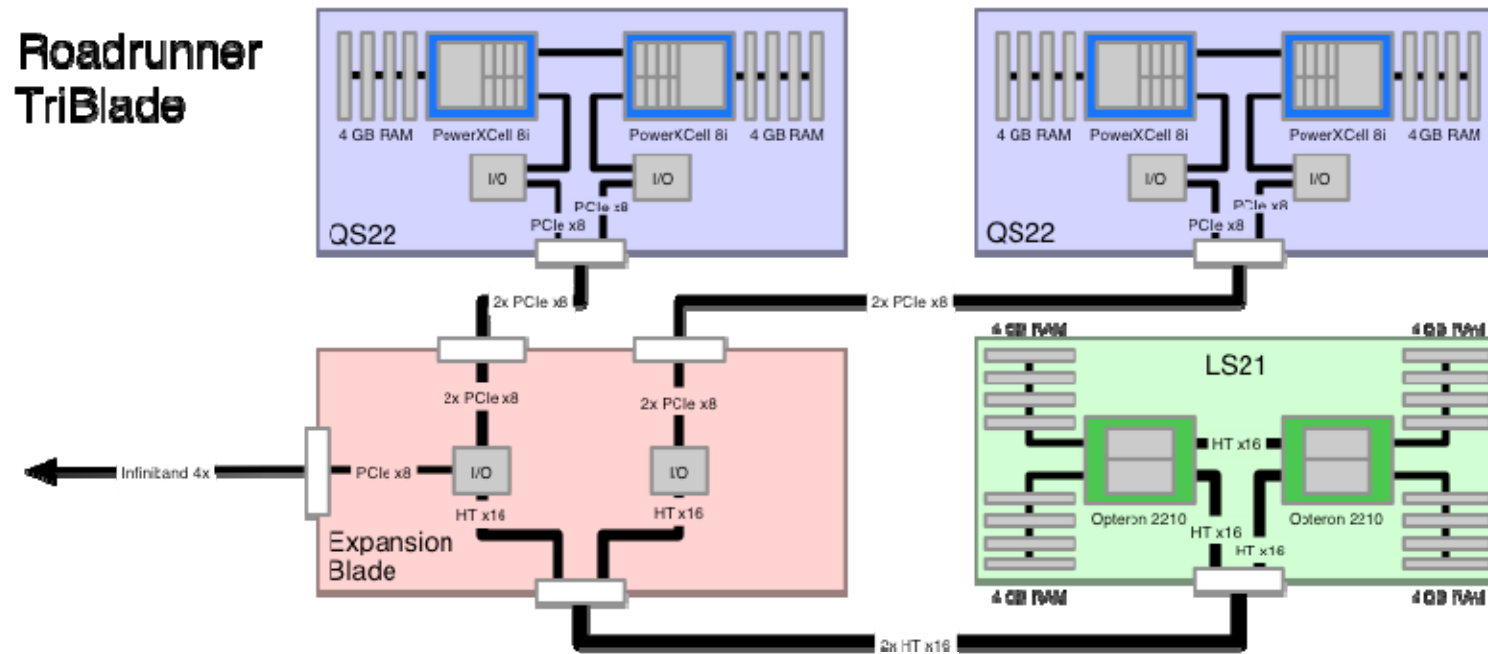 Roadrunner
TriBlade
4 GB RAM
PowerXCell 8i
PowerXCell 8i
4 GB RAM
I/O
I/O
PCIe x8
PCIe x8
QS22
4 GB RAM
PowerXCell 8i
PowerXCell 8i
4 GB RAM
I/O
I/O
PCIe x8
PCIe x8
QS22
2x PCIe x8
2x PCIe x8
2x PCIe x8
2x PCIe x8
Infiniband 4x
PCIe x8
I/O
I/O
HT x16
HT x16
Expansion
Blade
4 GB RAM
4 GB RAM
LS21
HT x16
Opteron 2210
Opteron 2210
HT x16
HT x16
4 GB RAM
4 GB RAM
2x HT x16